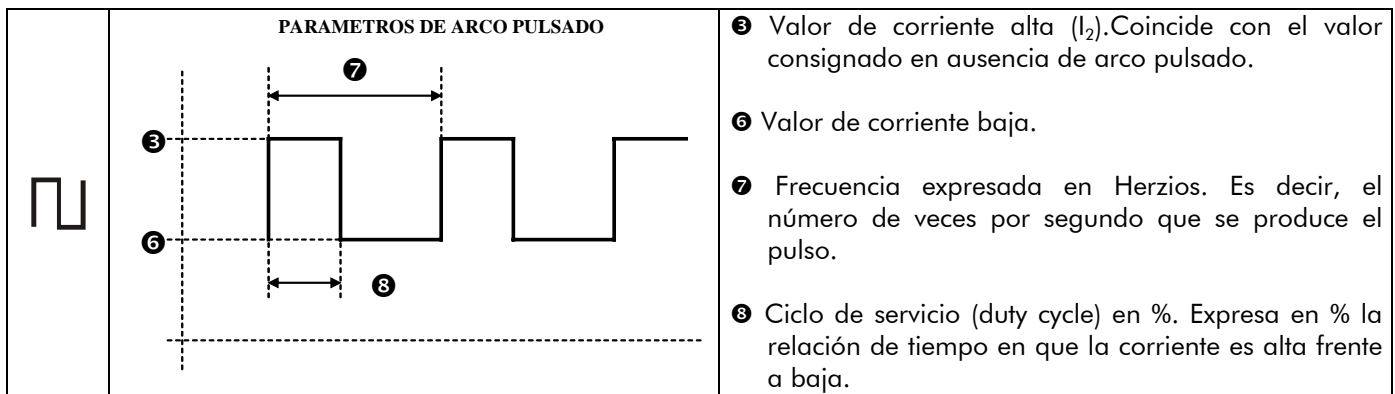 PARAMETROS DE ARCO PULSADO
❼
❸
❻
❽
❸ Valor de corriente alta (I₂).Coincide con el valor
consignado en ausencia de arco pulsado.
❻ Valor de corriente baja.
❼ Frecuencia expresada en Herzios. Es decir, el
número de veces por segundo que se produce el
pulso.
❽ Ciclo de servicio (duty cycle) en %. Expresa en % la
relación de tiempo en que la corriente es alta frente
a baja.